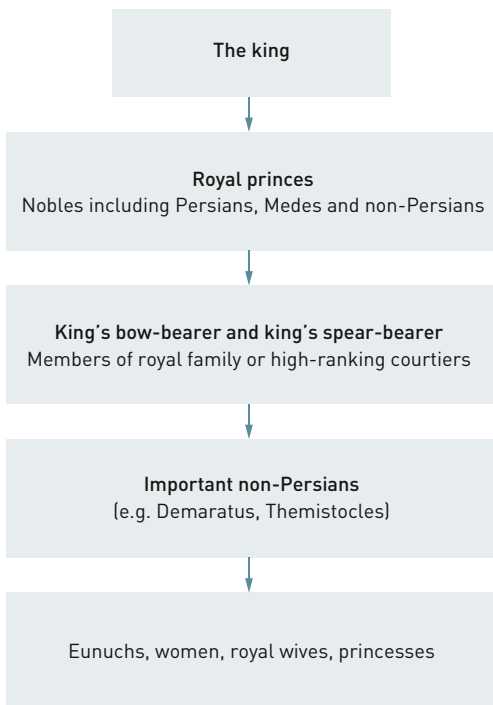 The king
Royal princes
Nobles including Persians, Medes and non-Persians
King’s bow-bearer and king’s spear-bearer
Members of royal family or high-ranking courtiers
Important non-Persians
(e.g. Demaratus, Themistocles)
Eunuchs, women, royal wives, princesses